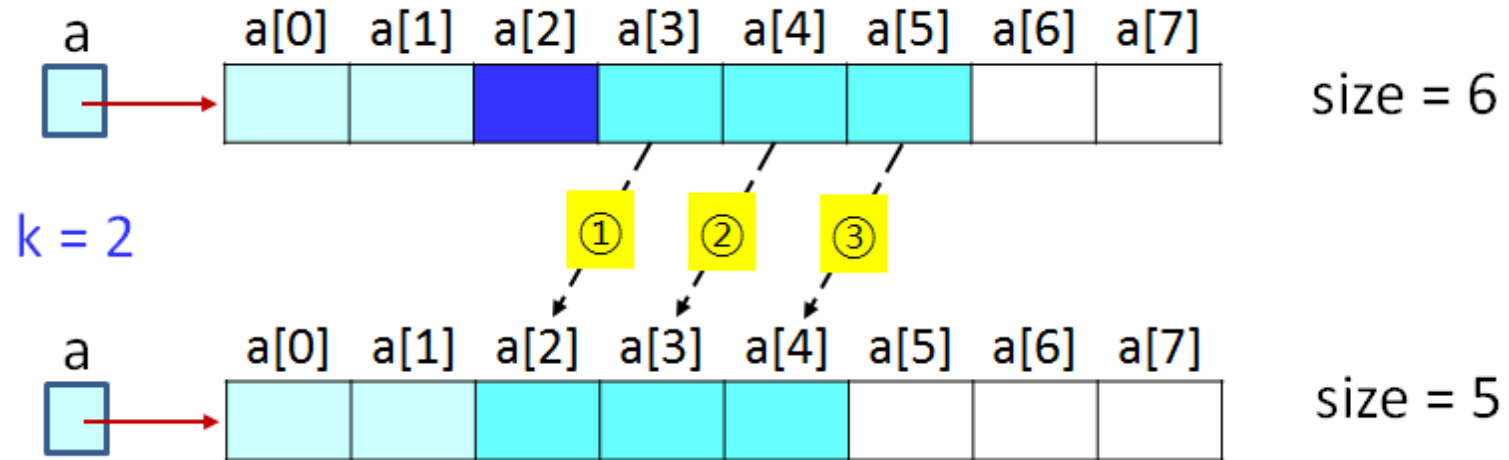 a a[0] a[1] a[2] a[3] a[4] a[5] a[6] a[7]
size = 6
k = 2 ① ② ③
a a[0] a[1] a[2] a[3] a[4] a[5] a[6] a[7]
size = 5